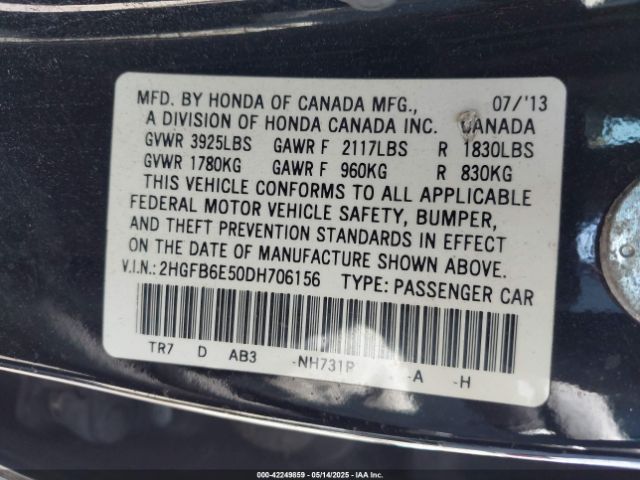 MFD. BY HONDA OF CANADA MFG., 07/'13
A DIVISION OF HONDA CANADA INC. CANADA
GVWR 3925LBS GAWR F 2117LBS R 1830LBS
GVWR 1780KG GAWR F 960KG R 830KG
THIS VEHICLE CONFORMS TO ALL APPLICABLE
FEDERAL MOTOR VEHICLE SAFETY, BUMPER,
AND THEFT PREVENTION STANDARDS IN EFFECT
ON THE DATE OF MANUFACTURE SHOWN ABOVE.
V.I.N.: 2HGFB6E50DH706156 TYPE: PASSENGER CAR
TR7 D AB3 -NH731P -A -H
000-42249859 - 05/14/2025 - IAA Inc.